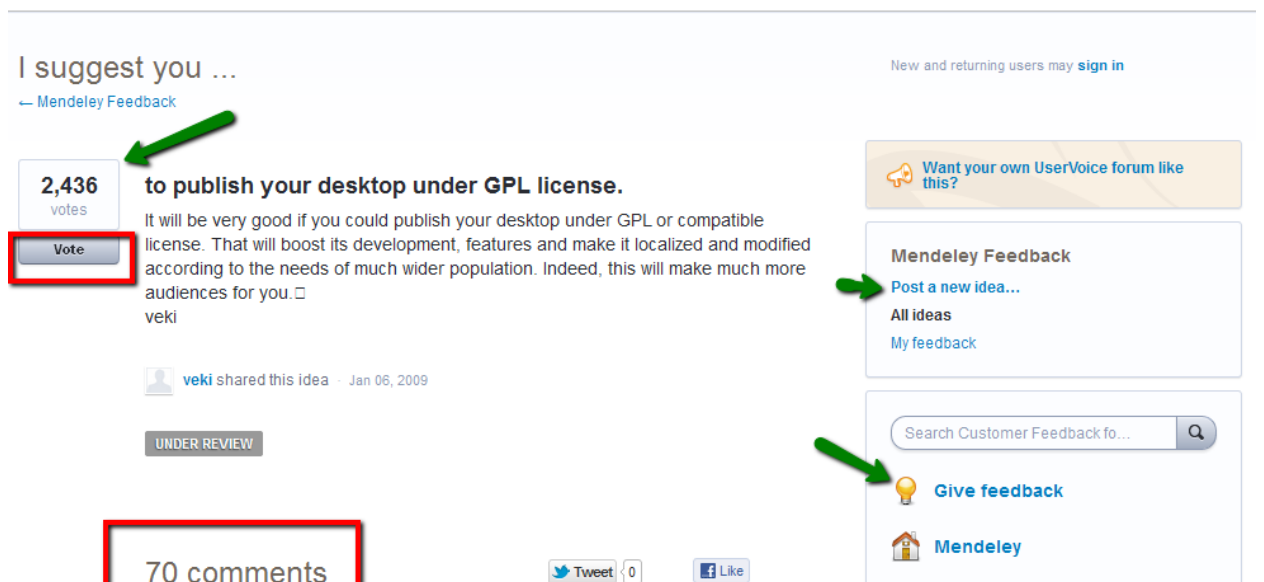 I suggest you ...
← Mendeley Feedback
New and returning users may sign in
2,436
votes
Vote
to publish your desktop under GPL license.
It will be very good if you could publish your desktop under GPL or compatible
license. That will boost its development, features and make it localized and modified
according to the needs of much wider population. Indeed, this will make much more
audiences for you.□
veki
veki shared this idea · Jan 06, 2009
UNDER REVIEW
70 comments
Tweet 0
Like
Want your own UserVoice forum like
this?
Mendeley Feedback
Post a new idea...
All ideas
My feedback
Search Customer Feedback fo...
Give feedback
Mendeley